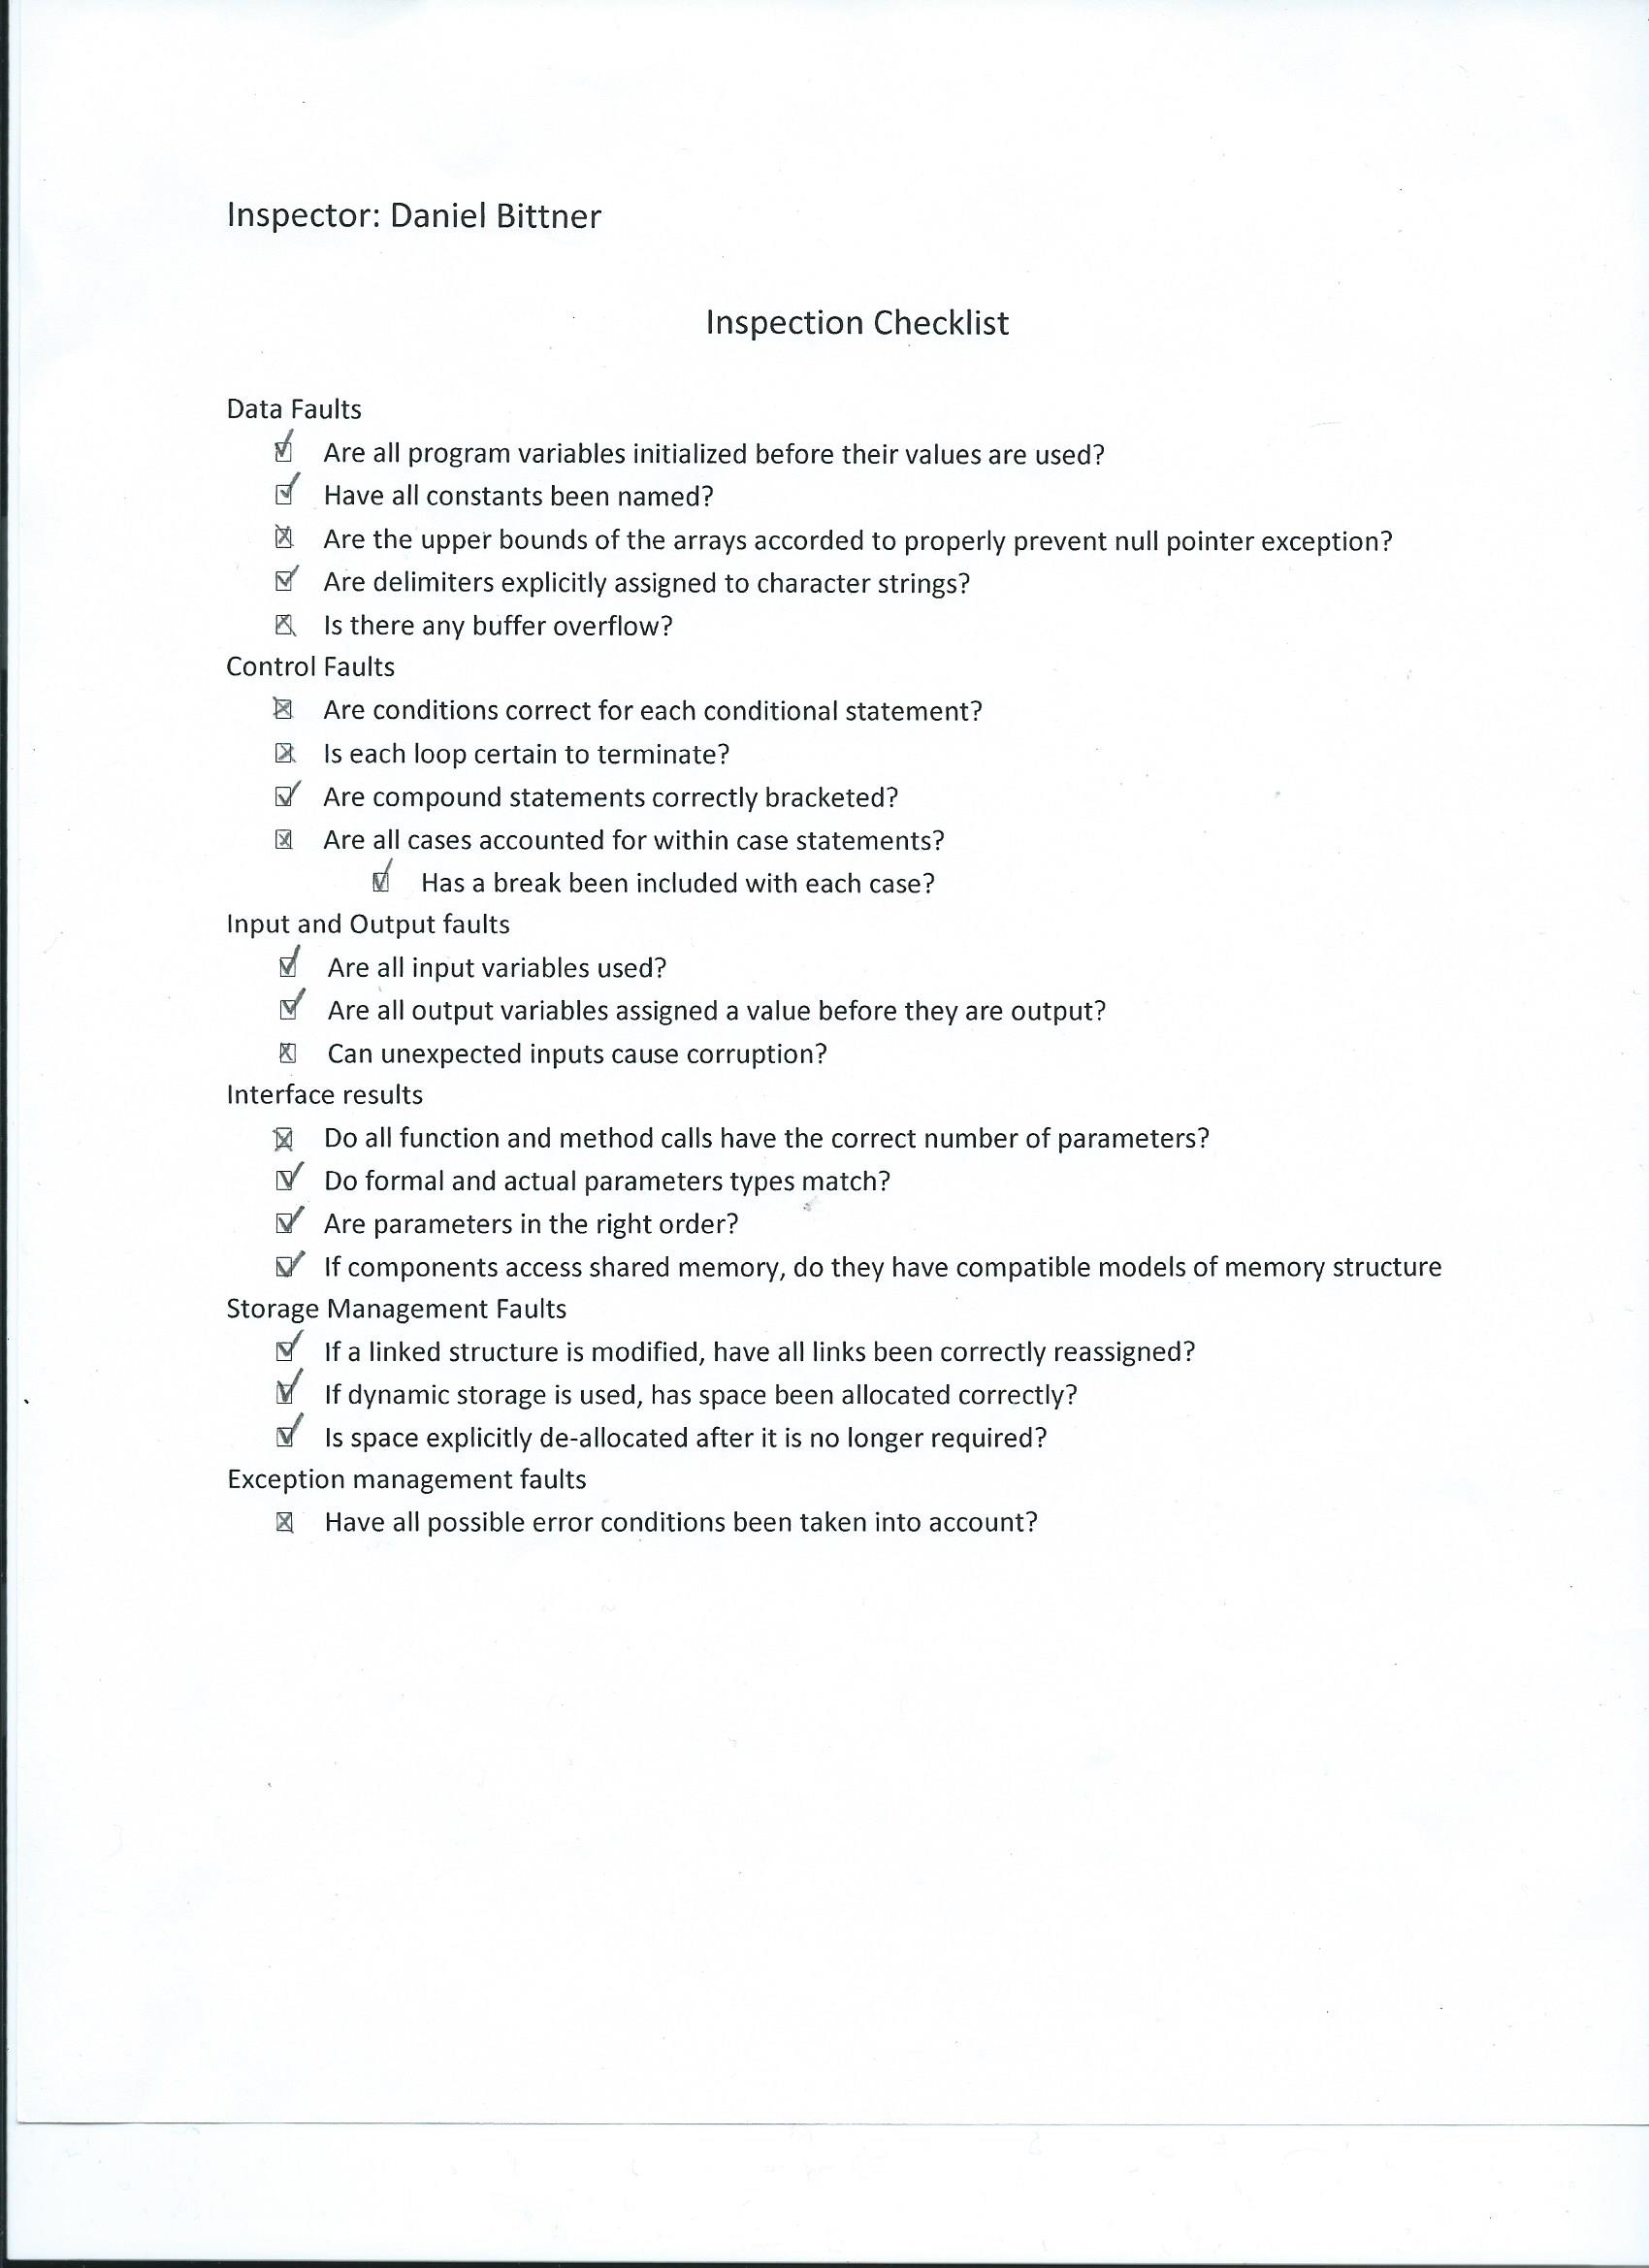 Inspector: Daniel Bittner
Inspection Checklist
Data Faults
☑ Are all program variables initialized before their values are used?
☑ Have all constants been named?
☒ Are the upper bounds of the arrays accorded to properly prevent null pointer exception?
☑ Are delimiters explicitly assigned to character strings?
☒ Is there any buffer overflow?
Control Faults
☒ Are conditions correct for each conditional statement?
☒ Is each loop certain to terminate?
☑ Are compound statements correctly bracketed?
☒ Are all cases accounted for within case statements?
☑ Has a break been included with each case?
Input and Output faults
☑ Are all input variables used?
☑ Are all output variables assigned a value before they are output?
☒ Can unexpected inputs cause corruption?
Interface results
☒ Do all function and method calls have the correct number of parameters?
☑ Do formal and actual parameters types match?
☑ Are parameters in the right order?
☑ If components access shared memory, do they have compatible models of memory structure
Storage Management Faults
☑ If a linked structure is modified, have all links been correctly reassigned?
☑ If dynamic storage is used, has space been allocated correctly?
☑ Is space explicitly de-allocated after it is no longer required?
Exception management faults
☒ Have all possible error conditions been taken into account?